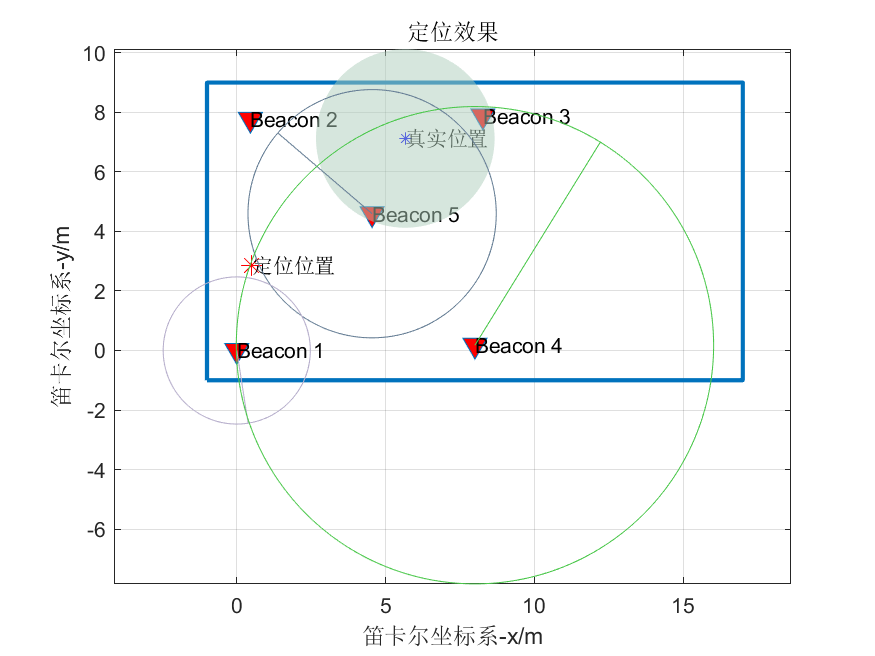 定位效果
10
8
6
4
2
0
-2
-4
-6
笛卡尔坐标系-y/m
Beacon 2
Beacon 3
真实位置
Beacon 5
定位位置
Beacon 1
Beacon 4
0
5
10
15
笛卡尔坐标系-x/m